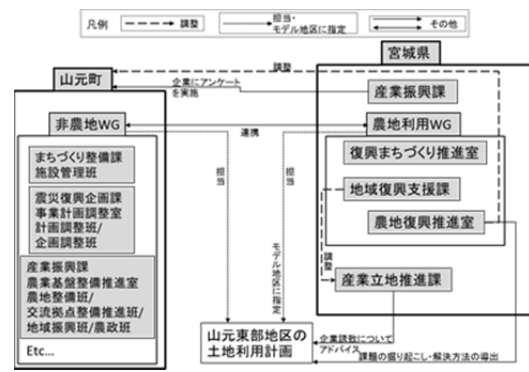 凡例
調整
担当・
モデル地区に指定
その他
宮城県
山元町
調整
企業にアンケート
を実施
産業振興課
非農地WG
連携
農地利用WG
まちづくり整備課
施設管理班
復興まちづくり推進室
震災復興企画課
事業計画調整室
計画調整班/
企画調整班
地域復興支援課
農地復興推進室
担当
担当
産業振興課
農業基盤整備推進室
農地整備班/
交流拠点整備推進班/
地域振興班/農政班
Etc…
モデル地区に指定
調整
産業立地推進課
山元東部地区の
土地利用計画
企業誘致について
アドバイス
課題の掘り起こし・解決方法の導出